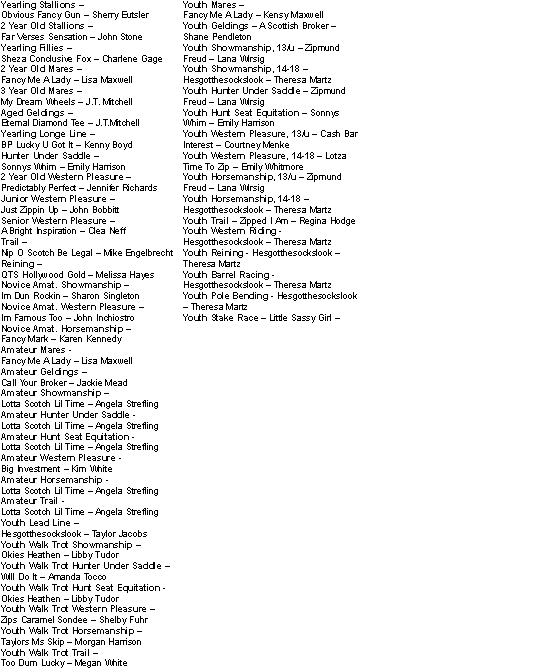 Yearling Stallions –
Obvious Fancy Gun – Sherry Eutsler
2 Year Old Stallions –
Far Verses Sensation – John Stone
Yearling Fillies –
Sheza Conclusive Fox – Charlene Gage
2 Year Old Mares –
Fancy Me A Lady – Lisa Maxwell
3 Year Old Mares –
My Dream Wheels – J.T. Mitchell
Aged Geldings –
Eternal Diamond Tee – J.T.Mitchell
Yearling Longe Line –
BP Lucky U Got It – Kenny Boyd
Hunter Under Saddle –
Sonnys Whim – Emily Harrison
2 Year Old Western Pleasure –
Predictably Perfect – Jennifer Richards
Junior Western Pleasure –
Just Zippin Up – John Bobbitt
Senior Western Pleasure –
A Bright Inspiration – Clea Neff
Trail –
Nip O Scotch Be Legal – Mike Engelbrecht
Reining –
QTS Hollywood Gold – Melissa Hayes
Novice Amat. Showmanship –
Im Dun Rockin – Sharon Singleton
Novice Amat. Western Pleasure –
Im Famous Too – John Inchiostro
Novice Amat. Horsemanship –
Fancy Mark – Karen Kennedy
Amateur Mares -
Fancy Me A Lady – Lisa Maxwell
Amateur Geldings –
Call Your Broker – Jackie Mead
Amateur Showmanship –
Lotta Scotch Lil Time – Angela Strefling
Amateur Hunter Under Saddle -
Lotta Scotch Lil Time – Angela Strefling
Amateur Hunt Seat Equitation -
Lotta Scotch Lil Time – Angela Strefling
Amateur Western Pleasure -
Big Investment – Kim White
Amateur Horsemanship -
Lotta Scotch Lil Time – Angela Strefling
Amateur Trail -
Lotta Scotch Lil Time – Angela Strefling
Youth Lead Line –
Hesgotthesockslook – Taylor Jacobs
Youth Walk Trot Showmanship –
Okies Heathen – Libby Tudor
Youth Walk Trot Hunter Under Saddle –
Will Do It – Amanda Tocco
Youth Walk Trot Hunt Seat Equitation -
Okies Heathen – Libby Tudor
Youth Walk Trot Western Pleasure –
Zips Caramel Sondee – Shelby Fuhr
Youth Walk Trot Horsemanship –
Taylors Ms Skip – Morgan Harrison
Youth Walk Trot Trail –
Too Dum Lucky – Megan White
Youth Mares –
Fancy Me A Lady – Kensy Maxwell
Youth Geldings – A Scottish Broker –
Shane Pendleton
Youth Showmanship, 13/u – Zipmund
Freud – Lana Wirsig
Youth Showmanship, 14-18 –
Hesgotthesockslook – Theresa Martz
Youth Hunter Under Saddle – Zipmund
Freud – Lana Wirsig
Youth Hunt Seat Equitation – Sonnys
Whim – Emily Harrison
Youth Western Pleasure, 13/u – Cash Bar
Interest – Courtney Menke
Youth Western Pleasure, 14-18 – Lotza
Time To Zip – Emily Whitmore
Youth Horsemanship, 13/u – Zipmund
Freud – Lana Wirsig
Youth Horsemanship, 14-18 –
Hesgotthesockslook – Theresa Martz
Youth Trail – Zipped I Am – Regina Hodge
Youth Western Riding -
Hesgotthesockslook – Theresa Martz
Youth Reining - Hesgotthesockslook –
Theresa Martz
Youth Barrel Racing -
Hesgotthesockslook – Theresa Martz
Youth Pole Bending - Hesgotthesockslook
– Theresa Martz
Youth Stake Race – Little Sassy Girl –